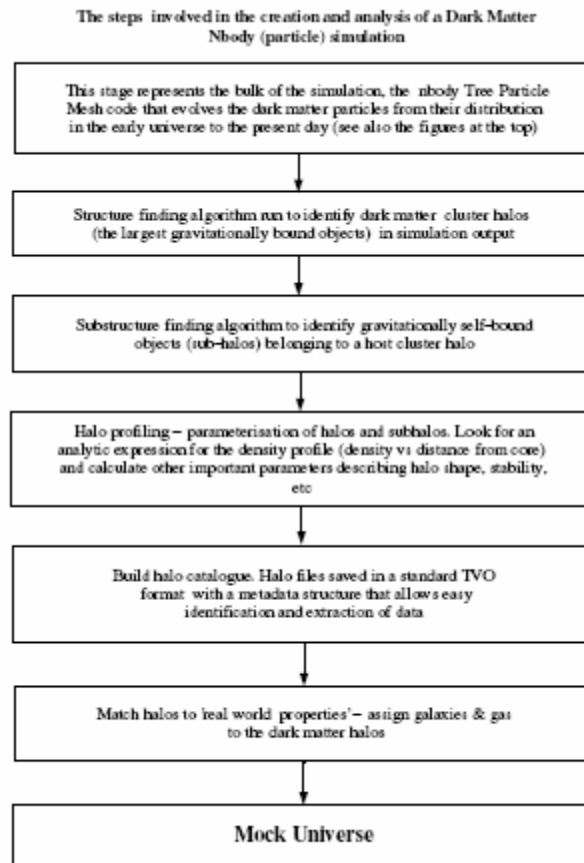 The steps involved in the creation and analysis of a Dark Matter
Nbody (particle) simulation
This stage represents the bulk of the simulation, the nbody Tree Particle
Mesh code that evolves the dark matter particles from their distribution
in the early universe to the present day (see also the figures at the top)
Structure finding algorithm run to identify dark matter cluster halos
(the largest gravitationally bound objects) in simulation output
Substructure finding algorithm to identify gravitationally self-bound
objects (sub-halos) belonging to a host cluster halo
Halo profiling - parameterisation of halos and subhalos. Look for an
analytic expression for the density profile (density vs distance from core)
and calculate other important parameters describing halo shape, stability,
etc
Build halo catalogue. Halo files saved in a standard TVO
format with a metadata structure that allows easy
identification and extraction of data
Match halos to 'real world properties' - assign galaxies & gas
to the dark matter halos
Mock Universe